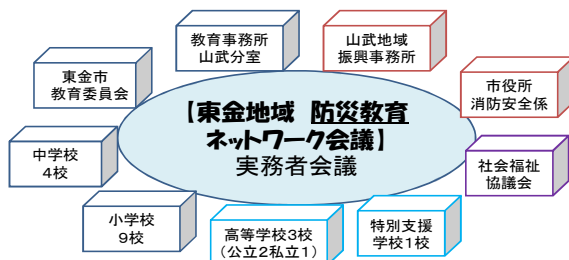 教育事務所
山武分室
山武地域
振興事務所
東金市
教育委員会
市役所
消防安全係
【東金地域 防災教育
ネットワーク会議】
実務者会議
中学校
4校
社会福祉
協議会
小学校
9校
高等学校3校
(公立2私立1)
特別支援
学校1校